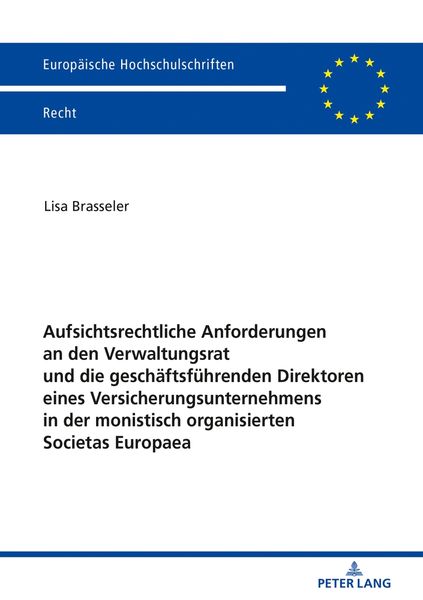 Europäische Hochschulschriften
Recht
Lisa Brasseler
Aufsichtsrechtliche Anforderungen
an den Verwaltungsrat
und die geschäftsführenden Direktoren
eines Versicherungsunternehmens
in der monistisch organisierten
Societas Europaea
PETER LANG